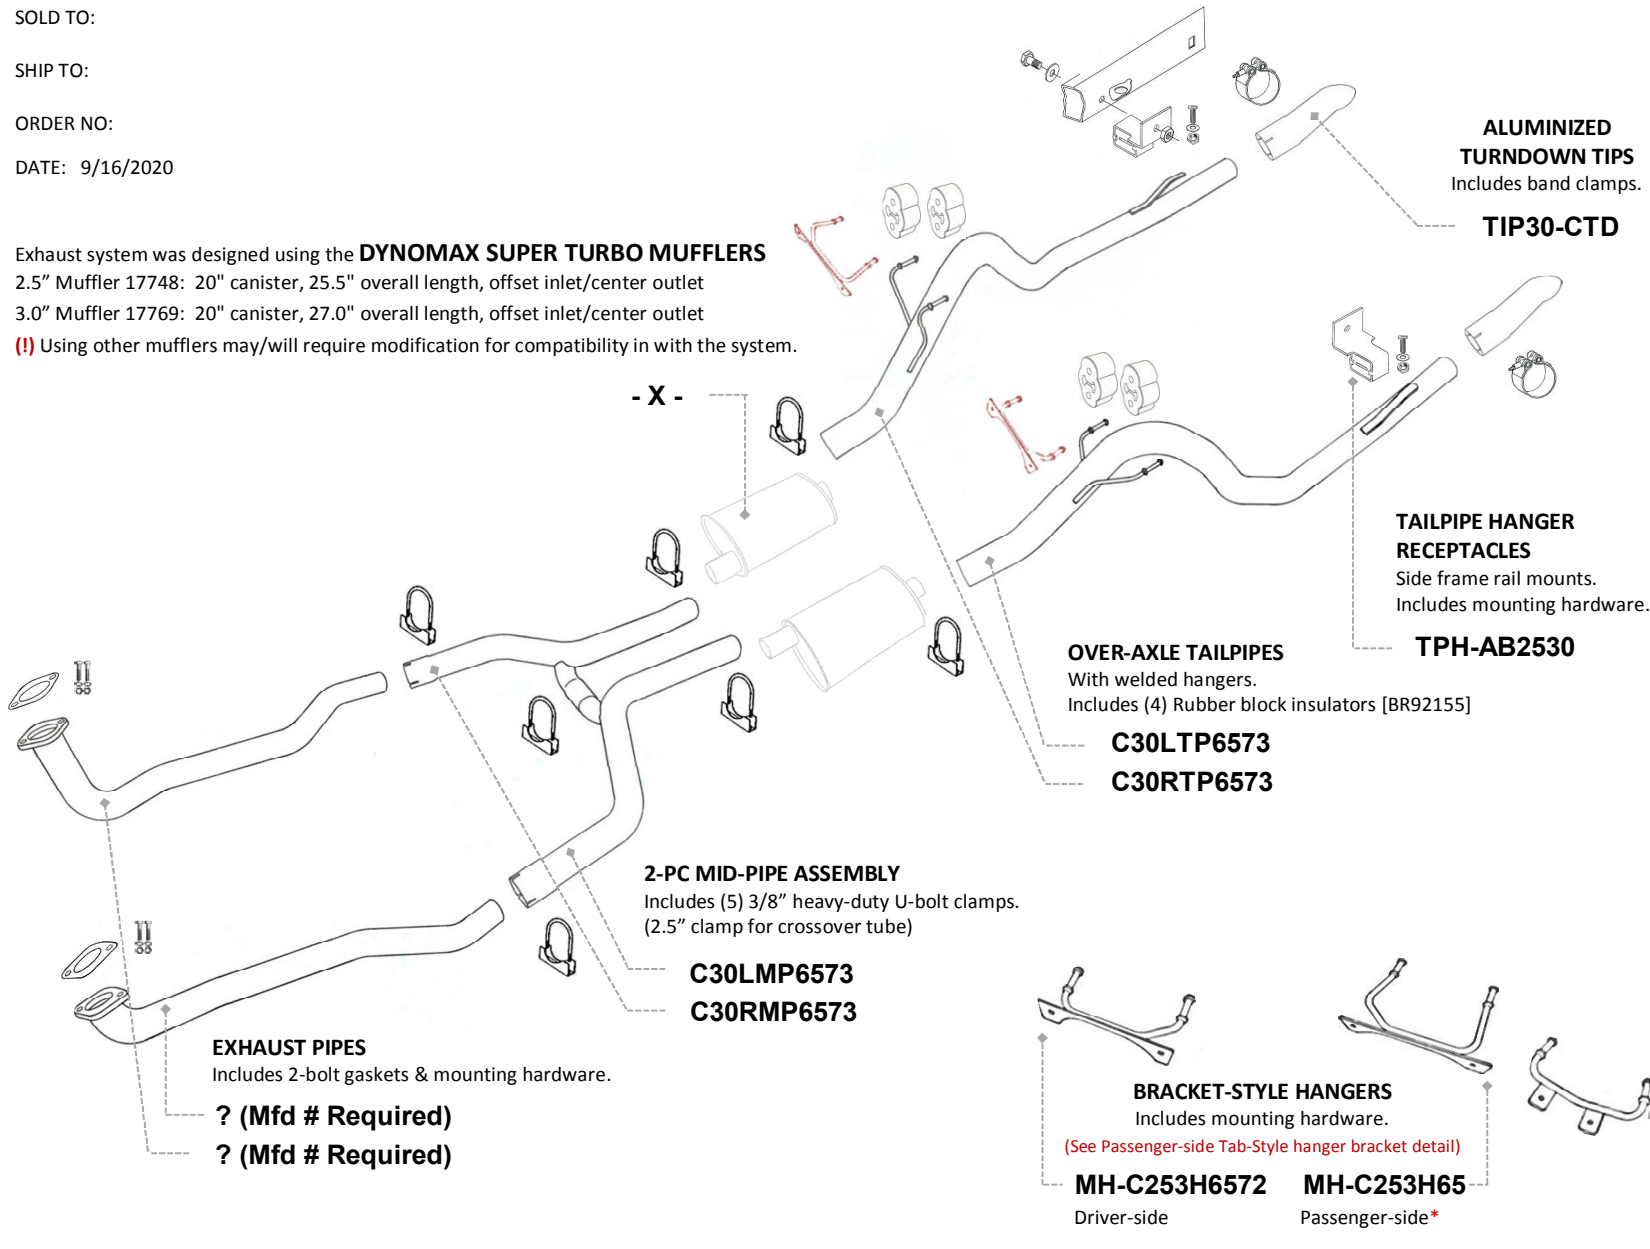 SOLD TO:
SHIP TO:
ORDER NO:
DATE: 9/16/2020
Exhaust system was designed using the DYNOMAX SUPER TURBO MUFFLERS
2.5” Muffler 17748: 20" canister, 25.5" overall length, offset inlet/center outlet
3.0” Muffler 17769: 20" canister, 27.0" overall length, offset inlet/center outlet
(!) Using other mufflers may/will require modification for compatibility in with the system.
- X -
ALUMINIZED
TURNDOWN TIPS
Includes band clamps.
TIP30-CTD
TAILPIPE HANGER
RECEPTACLES
Side frame rail mounts.
Includes mounting hardware.
TPH-AB2530
OVER-AXLE TAILPIPES
With welded hangers.
Includes (4) Rubber block insulators [BR92155]
C30LTP6573
C30RTP6573
2-PC MID-PIPE ASSEMBLY
Includes (5) 3/8” heavy-duty U-bolt clamps.
(2.5” clamp for crossover tube)
C30LMP6573
C30RMP6573
EXHAUST PIPES
Includes 2-bolt gaskets & mounting hardware.
? (Mfd # Required)
? (Mfd # Required)
BRACKET-STYLE HANGERS
Includes mounting hardware.
(See Passenger-side Tab-Style hanger bracket detail)
MH-C253H6572 MH-C253H65
Driver-side Passenger-side*